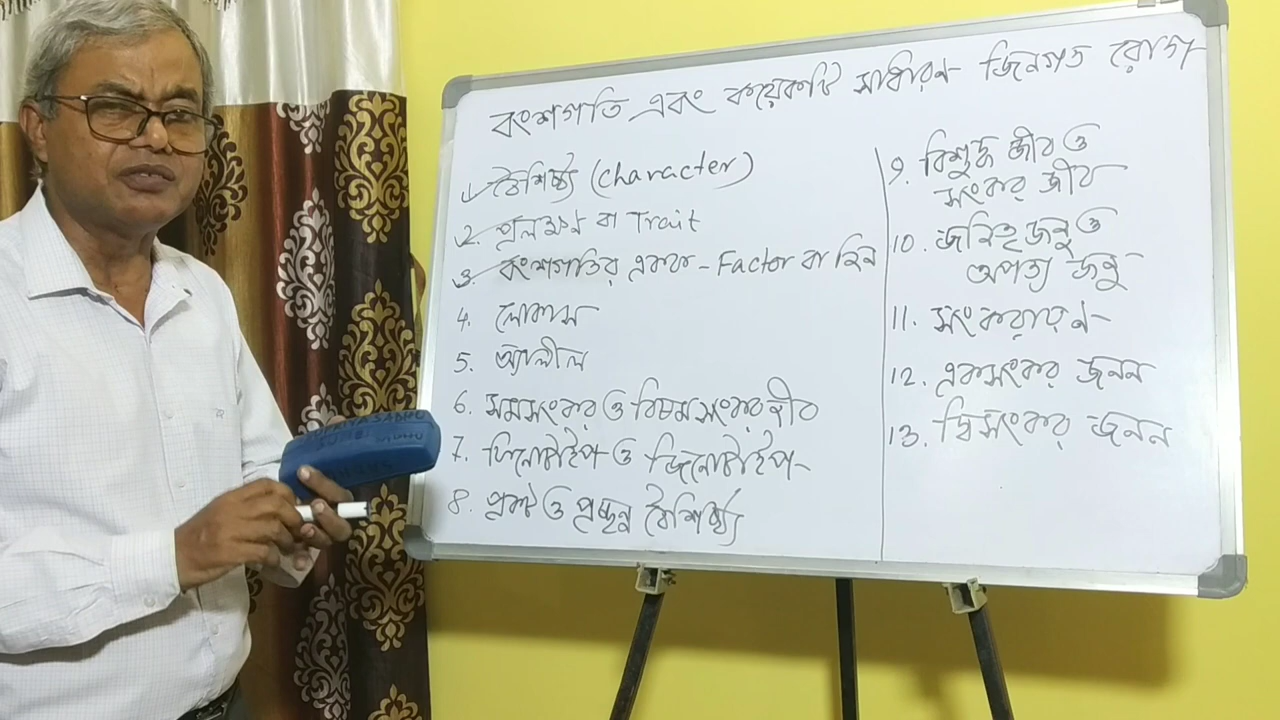 বংশগতি এবং কয়েকটি সাধারন জিনগত রোগ
1. বৈশিষ্ট্য (character)
2. প্রলক্ষণ বা Trait
3. বংশগতির একক - Factor বা জিন
4. লোকাস
5. অ্যালীল
6. সমসংকর ও বিষমসংকর জীব
7. ফিনোটাইপ ও জিনোটাইপ
8. প্রকট ও প্রচ্ছন্ন বৈশিষ্ট্য
9. বিশুদ্ধ জীব ও
সংকর জীব
10. জনিতৃ জনু ও
অপত্য জনু
11. সংকরায়ন
12. একসংকর জনন
13. দ্বিসংকর জনন